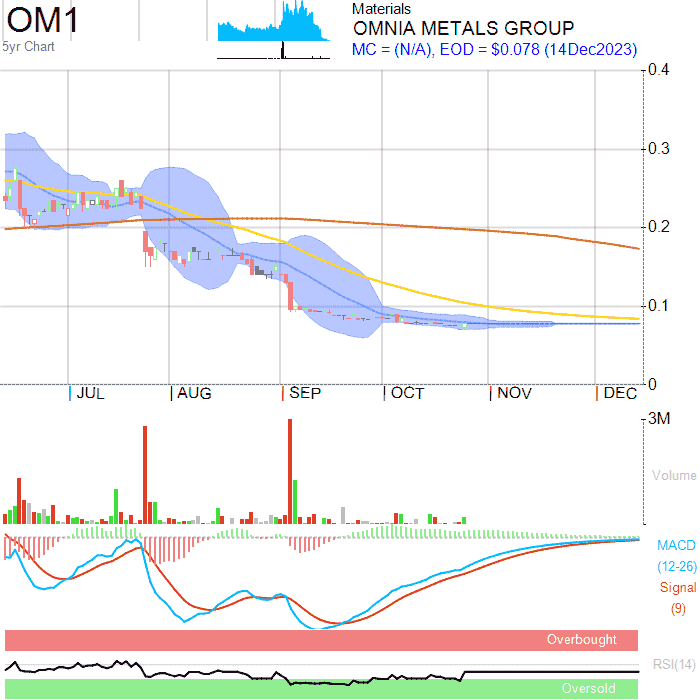 OM1
5yr Chart
Materials
OMNIA METALS GROUP
MC = (N/A), EOD = $0.078 (14Dec2023)
0.4
0.3
0.2
0.1
0
JUL AUG SEP OCT NOV DEC
3M
Volume
MACD
(12-26)
Signal
(9)
Overbought
RSI(14)
Oversold